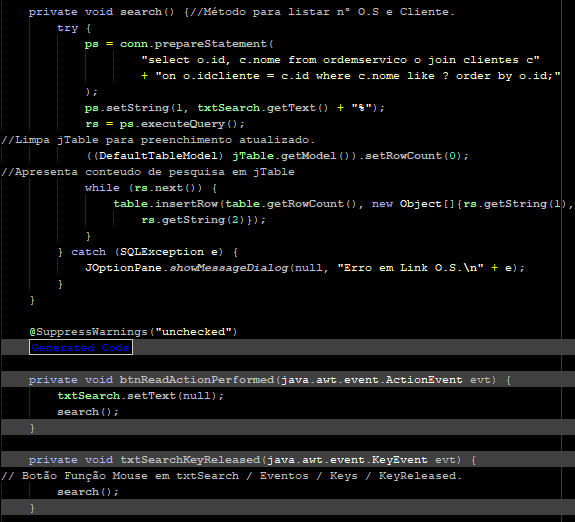 private void search() {//Método para listar nº O.S e Cliente.
try {
ps = conn.prepareStatement(
"select o.id, c.nome from ordemservico o join clientes c"
+ "on o.idcliente = c.id where c.nome like ? order by o.id;"
);
ps.setString(1, txtSearch.getText() + "%");
rs = ps.executeQuery();
//Limpa jTable para preenchimento atualizado.
((DefaultTableModel) jTable.getModel()).setRowCount(0);
//Apresenta conteudo de pesquisa em jTable
while (rs.next()) {
table.insertRow(table.getRowCount(), new Object[]{rs.getString(1),
rs.getString(2)});
}
} catch (SQLException e) {
JOptionPane.showMessageDialog(null, "Erro em Link O.S.\n" + e);
}
}
@SuppressWarnings("unchecked")
Generated Code
private void btnReadActionPerformed(java.awt.event.ActionEvent evt) {
txtSearch.setText(null);
search();
}
private void txtSearchKeyReleased(java.awt.event.KeyEvent evt) {
// Botão Função Mouse em txtSearch / Eventos / Keys / KeyReleased.
search();
}